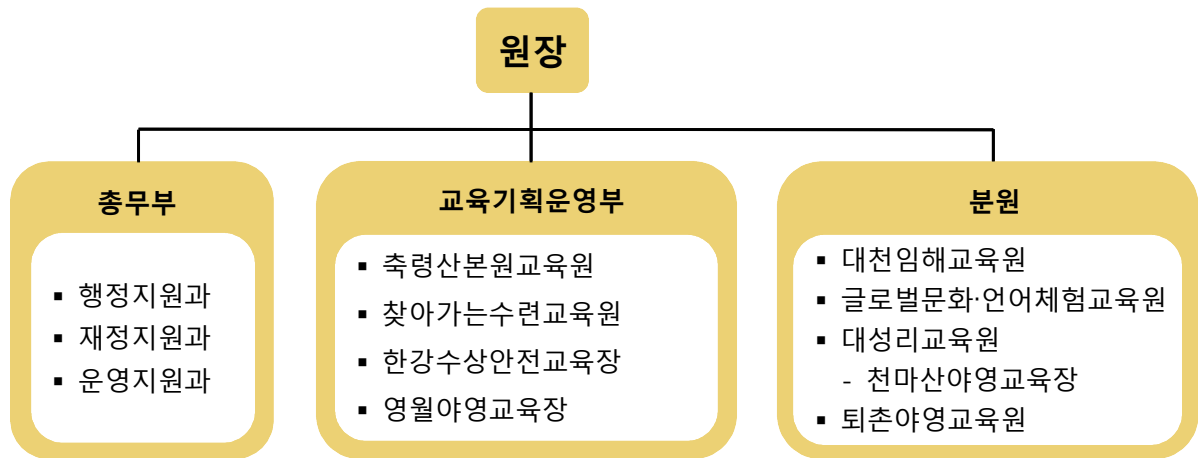 원장
총무부
▪ 행정지원과
▪ 재정지원과
▪ 운영지원과
교육기획운영부
▪ 축령산본원교육원
▪ 찾아가는수련교육원
▪ 한강수상안전교육장
▪ 영월야영교육장
분원
▪ 대천임해교육원
▪ 글로벌문화·언어체험교육원
▪ 대성리교육원
- 천마산야영교육장
▪ 퇴촌야영교육원